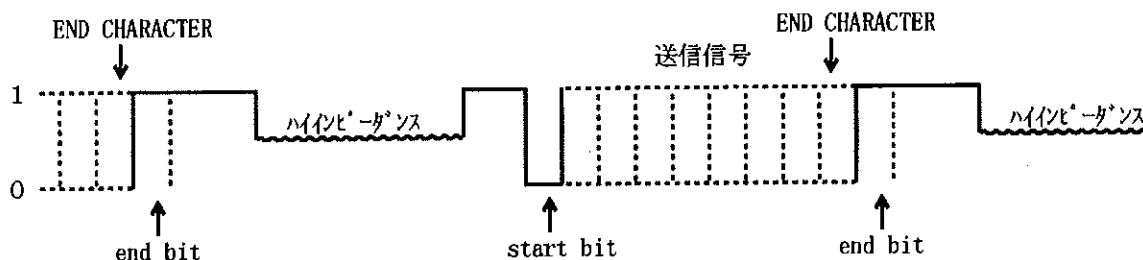 END CHARACTER
END CHARACTER
送信信号
1
ハイインピーダンス
ハイインピーダンス
0
end bit
start bit
end bit